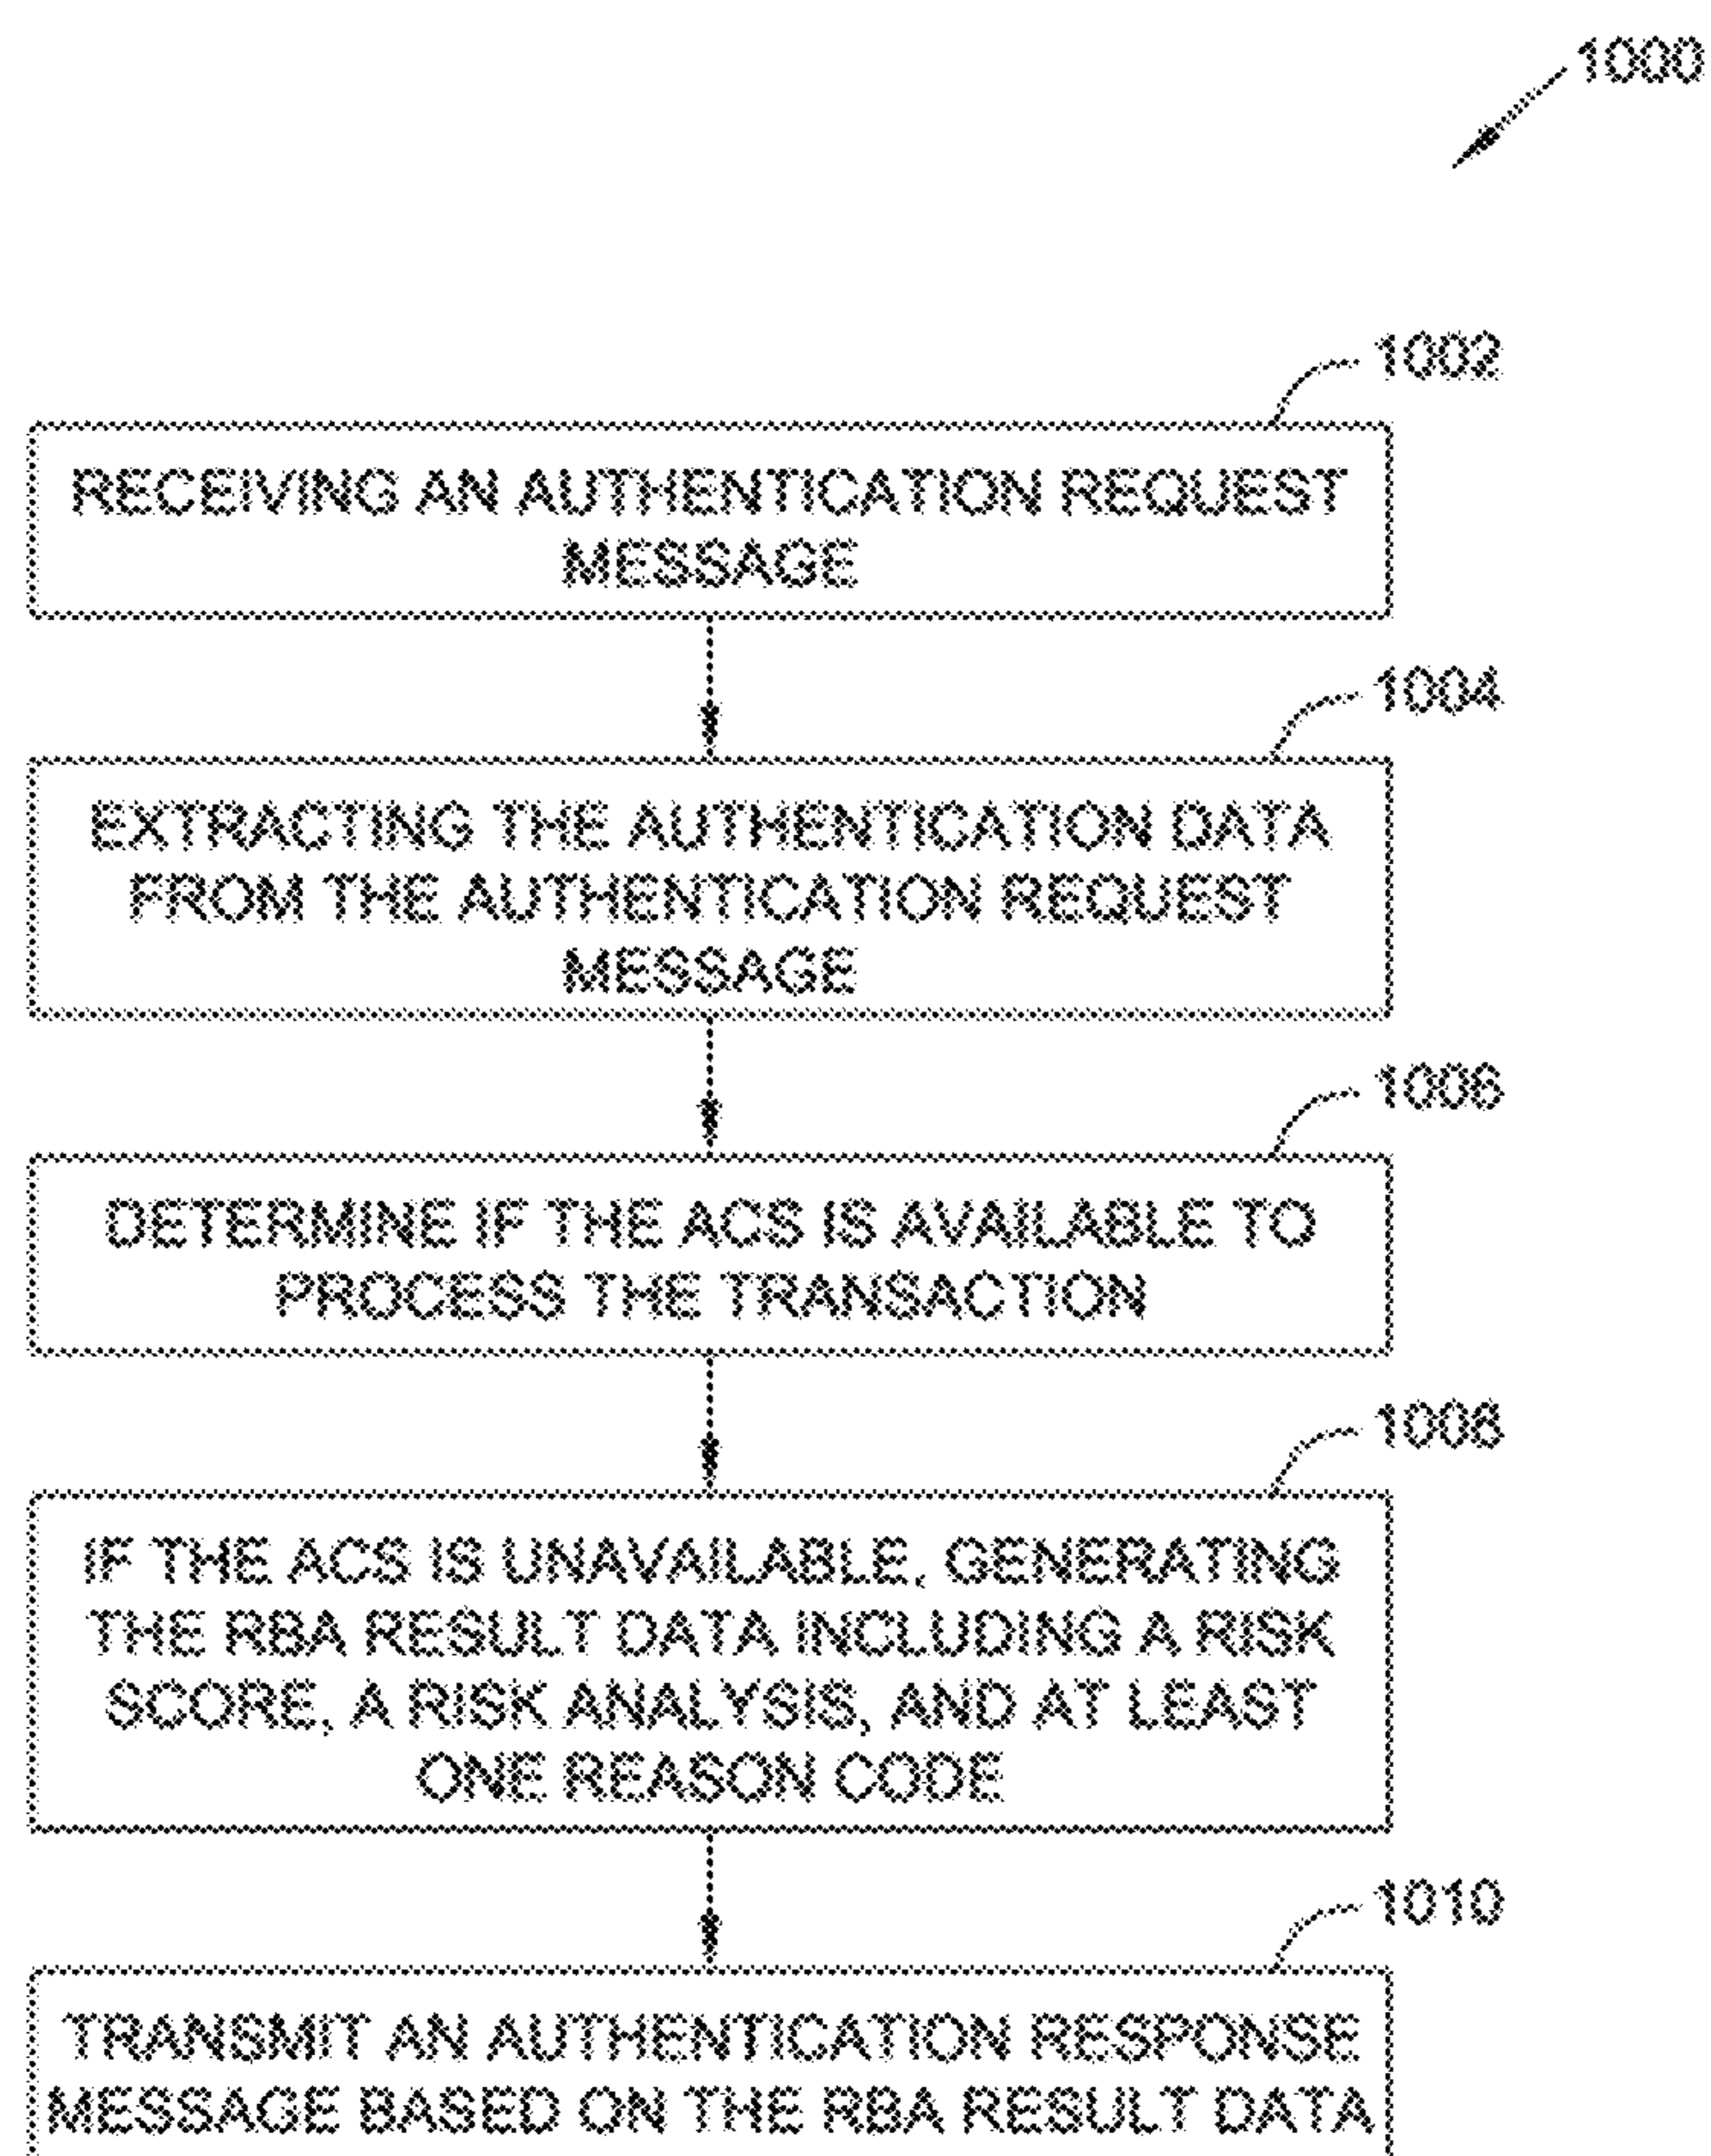 1000
1002
RECEIVING AN AUTHENTICATION REQUEST
MESSAGE
1004
EXTRACTING THE AUTHENTICATION DATA
FROM THE AUTHENTICATION REQUEST
MESSAGE
1006
DETERMINE IF THE ACS IS AVAILABLE TO
PROCESS THE TRANSACTION
1008
IF THE ACS IS UNAVAILABLE, GENERATING
THE RBA RESULT DATA INCLUDING A RISK
SCORE, A RISK ANALYSIS, AND AT LEAST
ONE REASON CODE
1010
TRANSMIT AN AUTHENTICATION RESPONSE
MESSAGE BASED ON THE RBA RESULT DATA